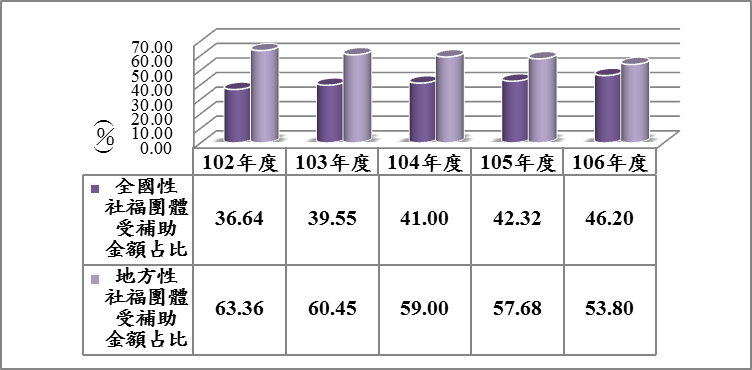 70.00
60.00
50.00
40.00
30.00
20.00
10.00
0.00
(%)
102年度 103年度 104年度 105年度 106年度
全國性
社福團體
受補助
金額占比
36.64 39.55 41.00 42.32 46.20
地方性
社福團體
受補助
金額占比
63.36 60.45 59.00 57.68 53.80